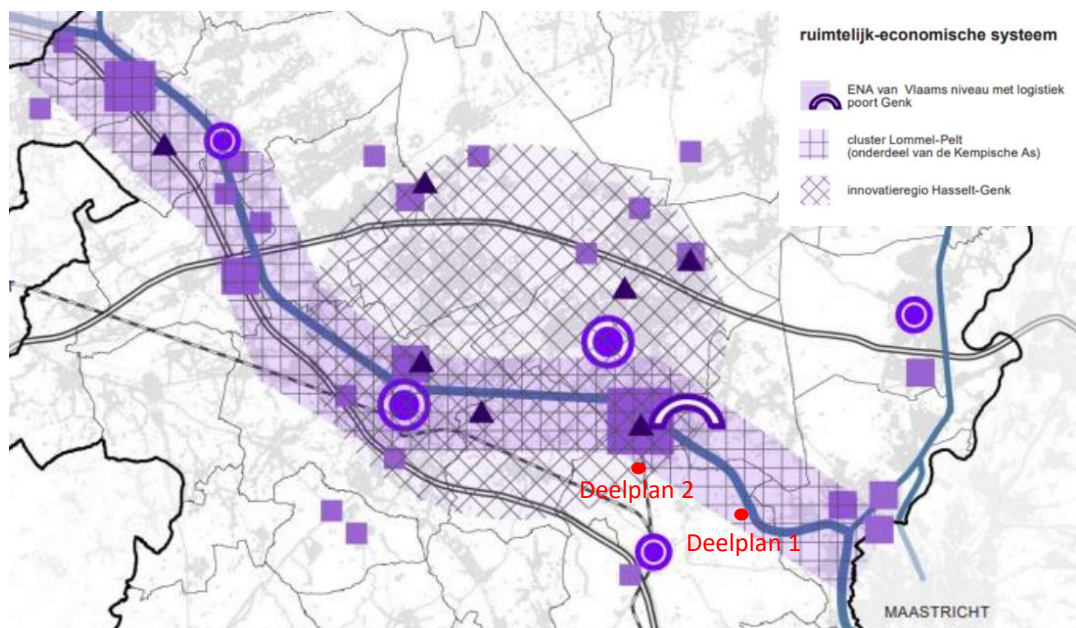 ruimtelijk-economische systeem
ENA van Vlaams niveau met logistiek
poort Genk
cluster Lommel-Pelt
(onderdeel van de Kempische As)
innovatieregio Hasselt-Genk
Deelplan 2
Deelplan 1
MAASTRICHT